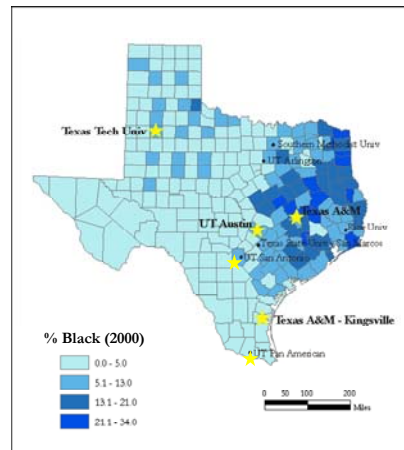 Texas Tech Univ
Southern Methodist Univ
UT Arlington
Texas A&M
Rice Univ
UT Austin
Texas State Univ - San Marcos
UT San Antonio
Texas A&M - Kingsville
UT Pan American
% Black (2000)
0.0 - 5.0
5.1 - 13.0
13.1 - 21.0
21.1 - 34.0
0 50 100 200
Miles